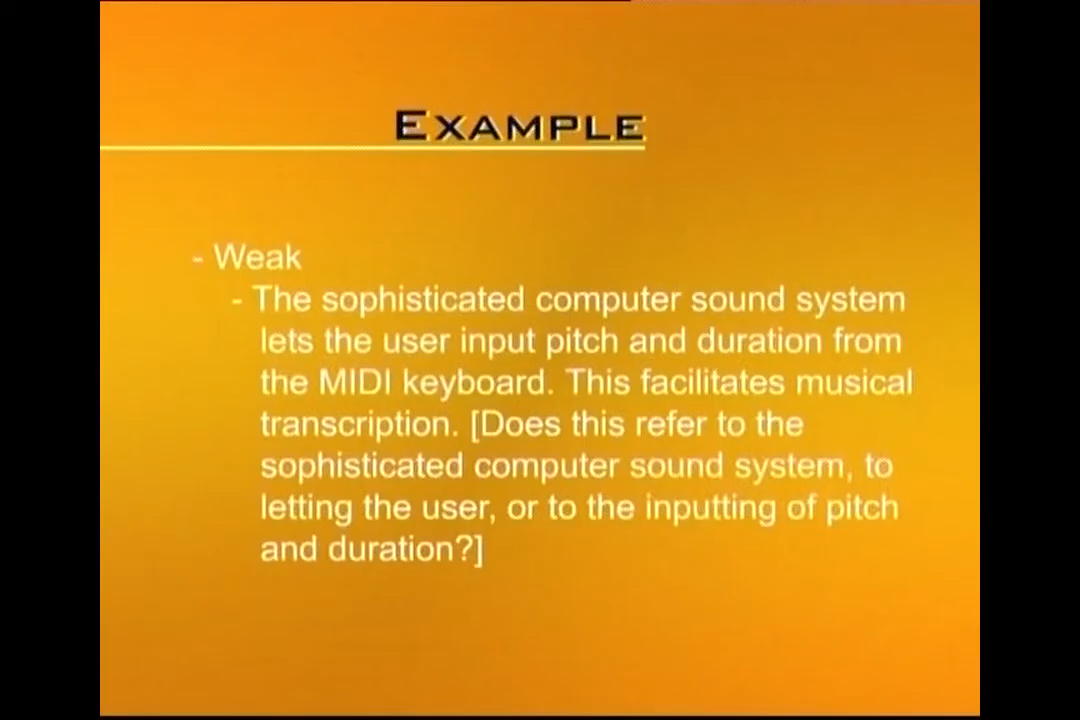 EXAMPLE
- Weak
- The sophisticated computer sound system
lets the user input pitch and duration from
the MIDI keyboard. This facilitates musical
transcription. [Does this refer to the
sophisticated computer sound system, to
letting the user, or to the inputting of pitch
and duration?]